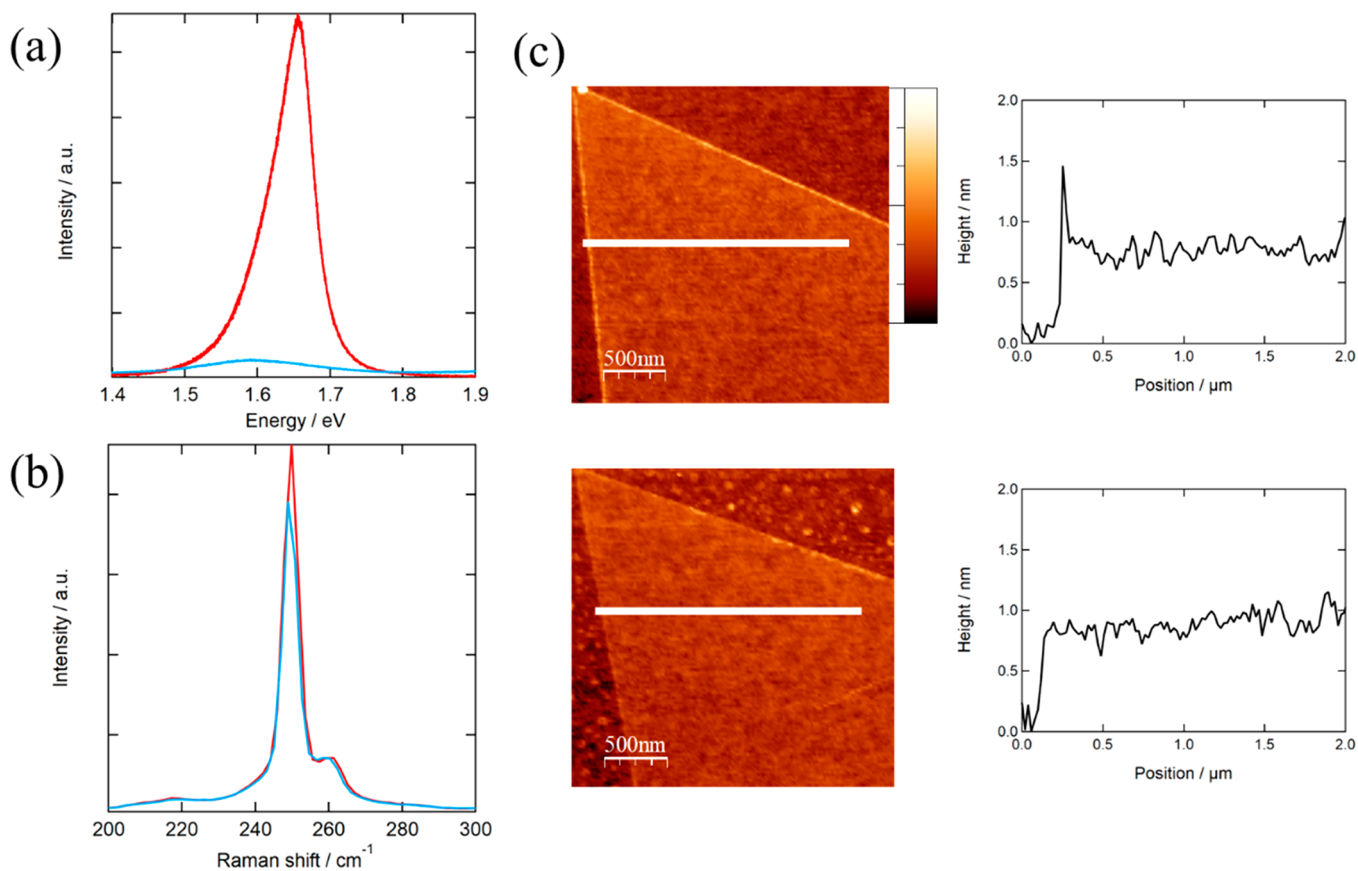 (a)
Intensity / a.u.
1.4 1.5 1.6 1.7 1.8 1.9
Energy / eV
(b)
Intensity / a.u.
200 220 240 260 280 300
Raman shift / cm-1
(c)
500nm
2.0
1.5
1.0
0.5
0.0
Height / nm
0.0 0.5 1.0 1.5 2.0
Position / µm
500nm
2.0
1.5
1.0
0.5
0.0
Height / nm
0.0 0.5 1.0 1.5 2.0
Position / µm